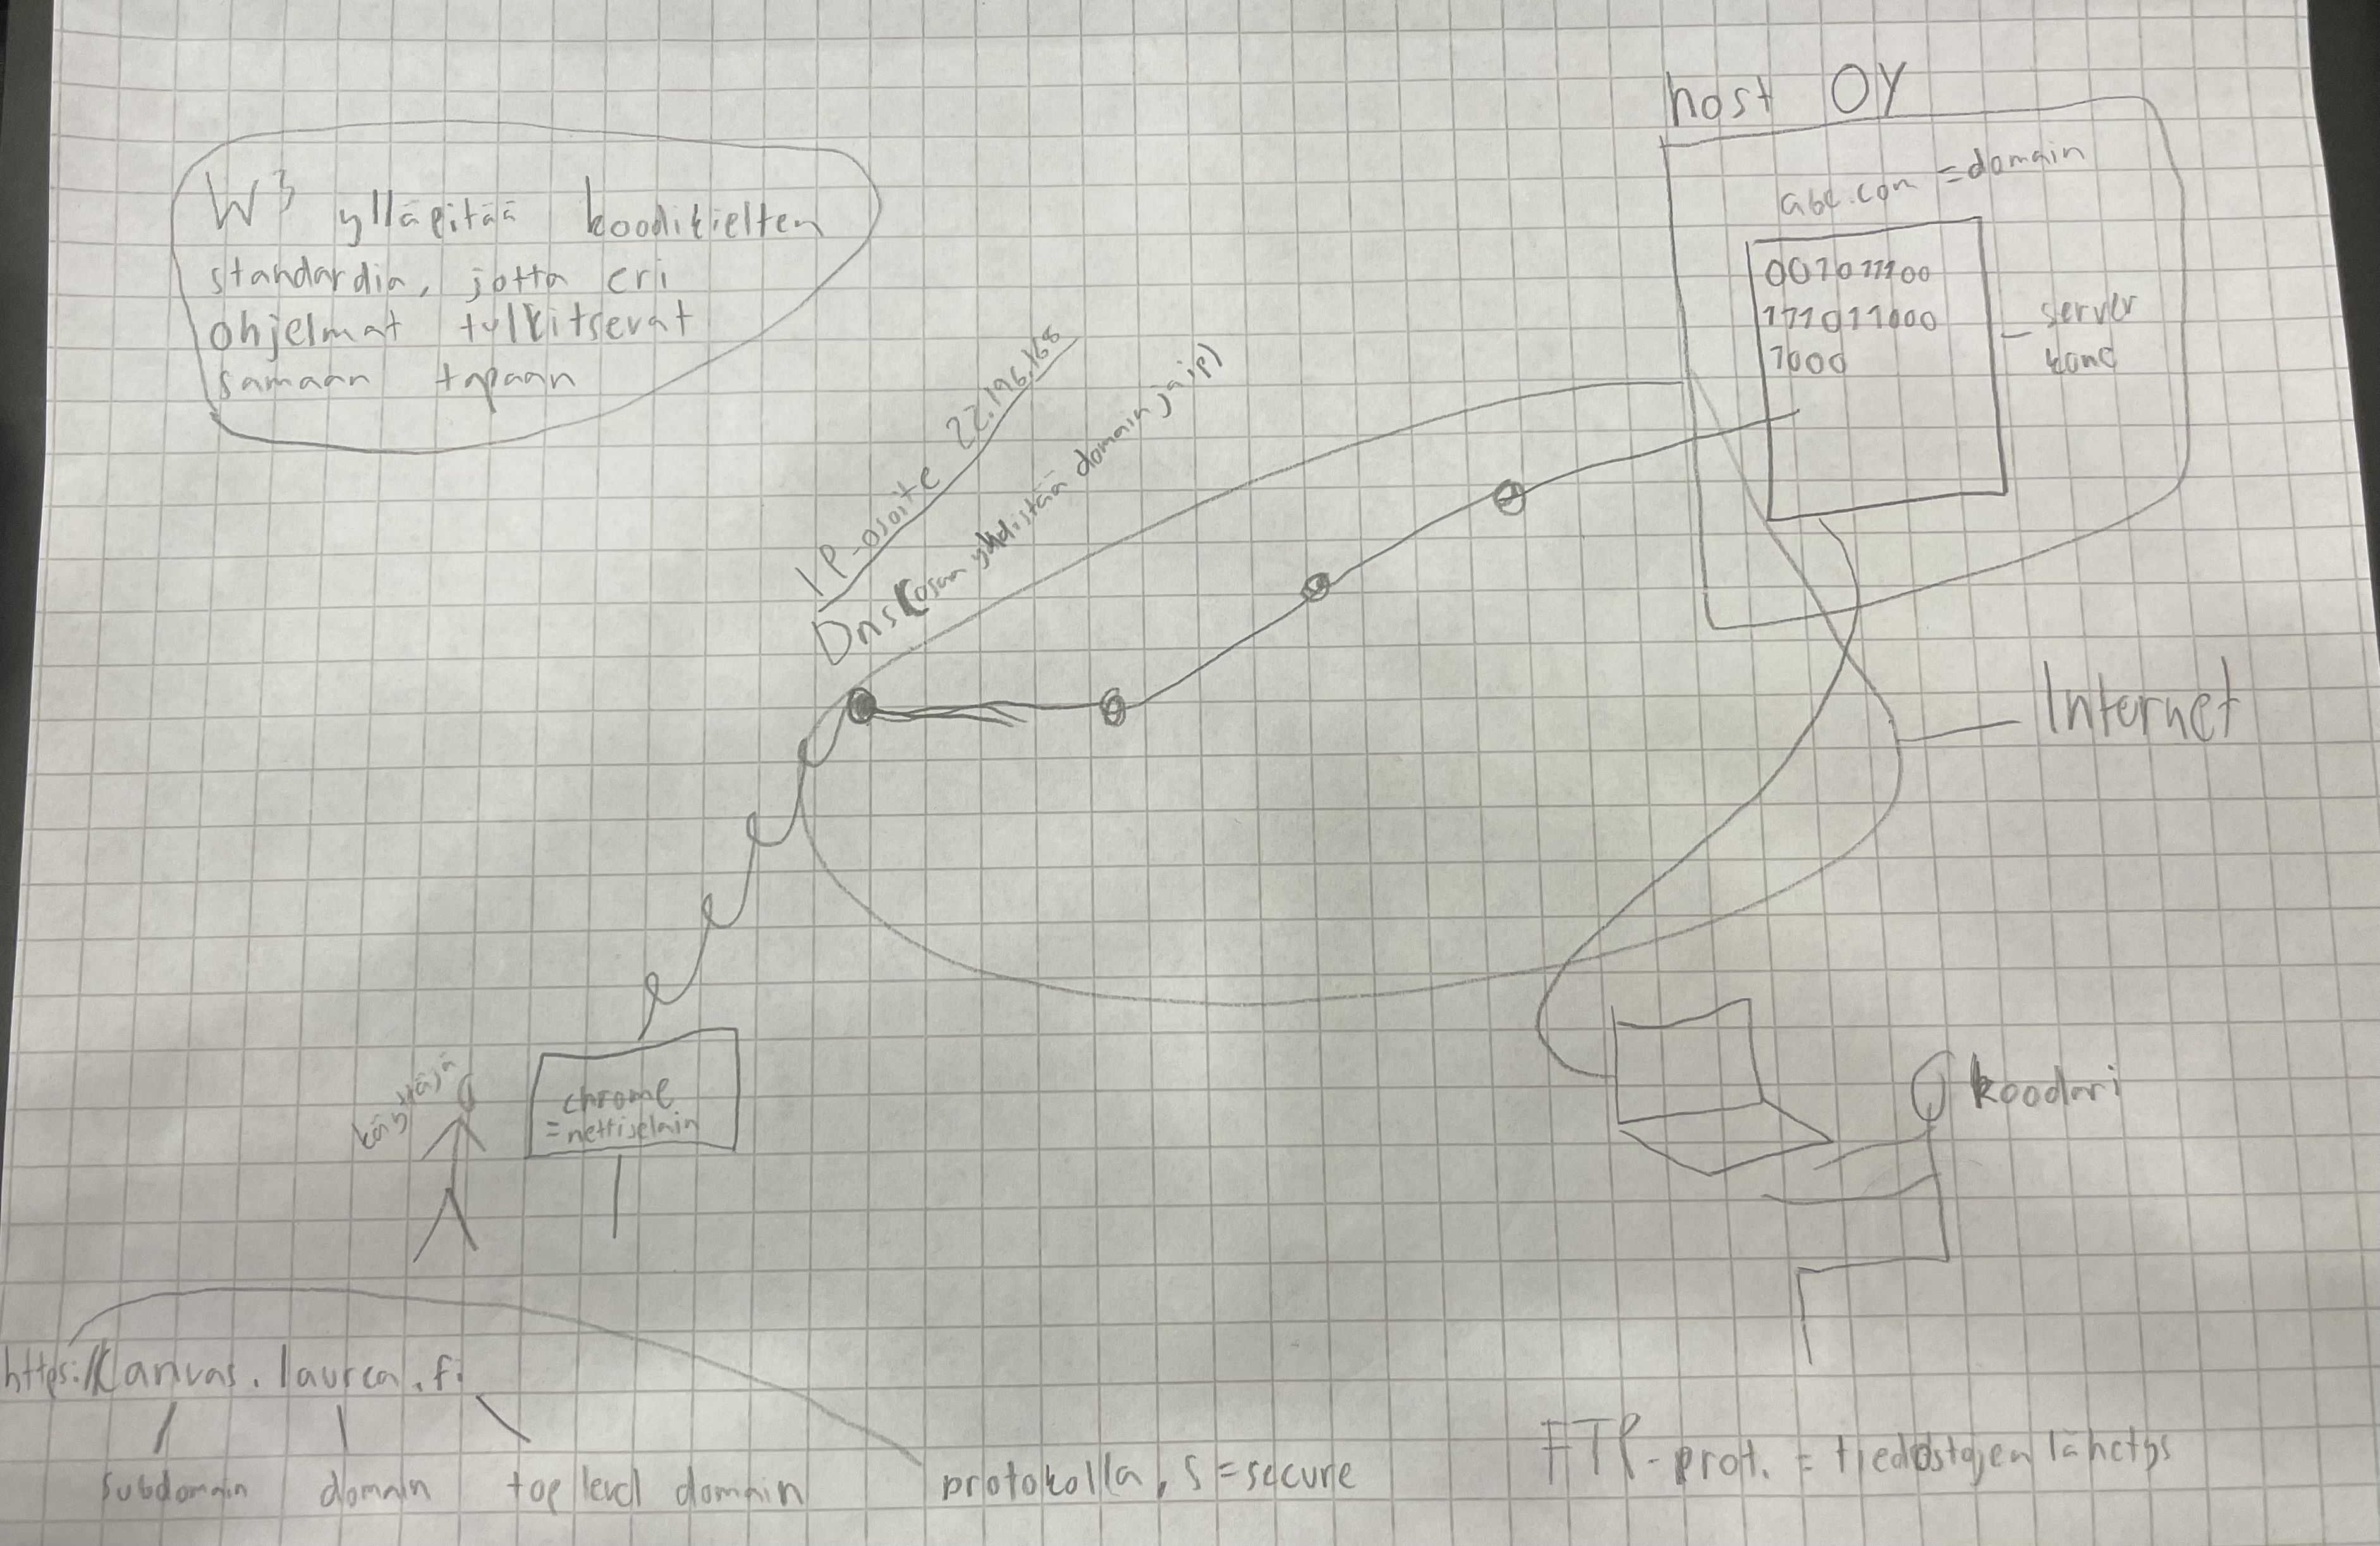 host OY
abc.com = domain
001011100
111011000
1000
server
kone
W3 ylläpitää koodikielten
standardia, jotta eri
ohjelmat tulkitsevat
samaan tapaan
IP-osoite 22.196.168
Dns (osaa yhdistää domain ja ip)
Internet
käyttäjä
chrome
= nettiselain
koodari
https://Canvas.laurea.fi
subdomain domain top level domain
protokolla, s = secure
FTP-prot. = tiedostojen lähetys